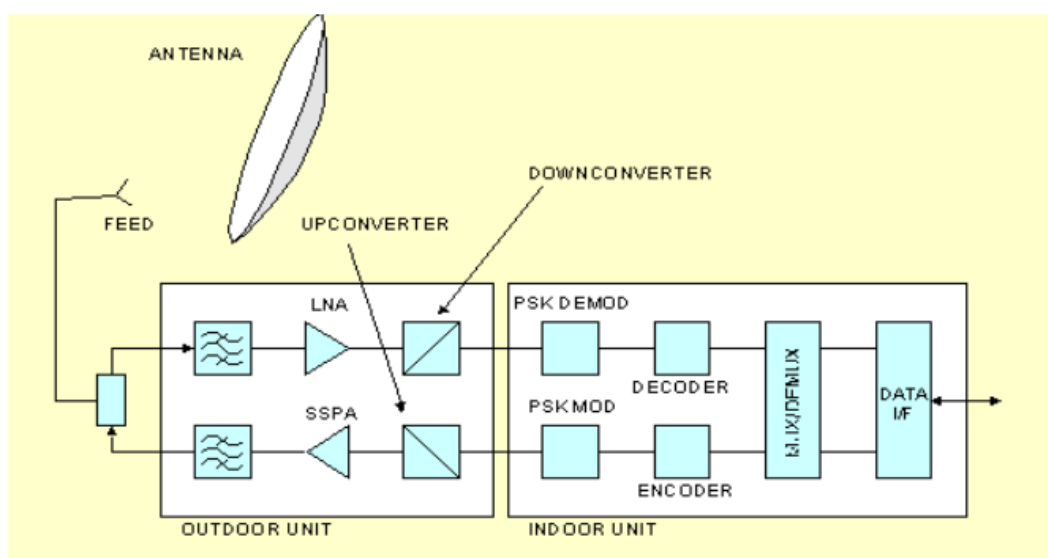 ANTENNA
DOWNCONVERTER
FEED
UPCONVERTER
LNA
PSK DEMOD
DECODER
SSPA
PSK MOD
MUX/DEMUX
DATA
I/F
ENCODER
OUTDOOR UNIT
INDOOR UNIT